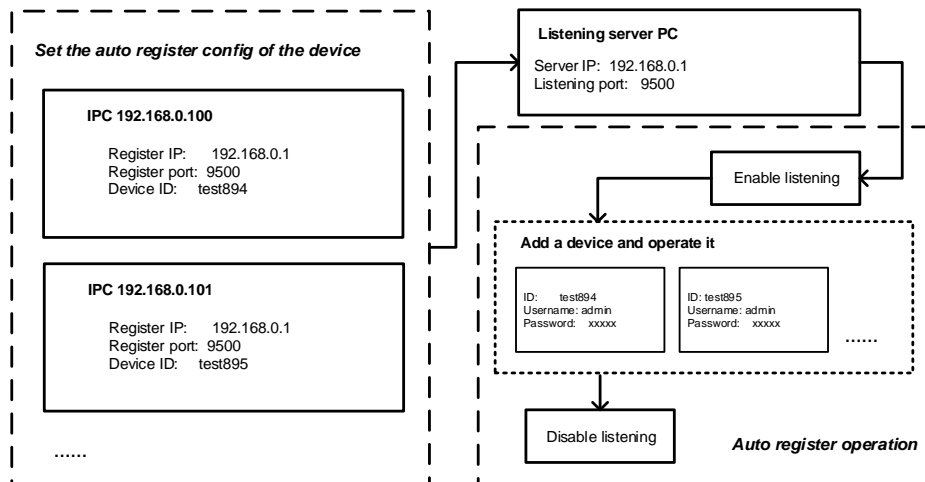 Set the auto register config of the device
IPC 192.168.0.100
Register IP: 192.168.0.1
Register port: 9500
Device ID: test894
IPC 192.168.0.101
Register IP: 192.168.0.1
Register port: 9500
Device ID: test895
......
Listening server PC
Server IP: 192.168.0.1
Listening port: 9500
Enable listening
Add a device and operate it
ID: test894
Username: admin
Password: xxxxx
ID: test895
Username: admin
Password: xxxxx
......
Disable listening
Auto register operation